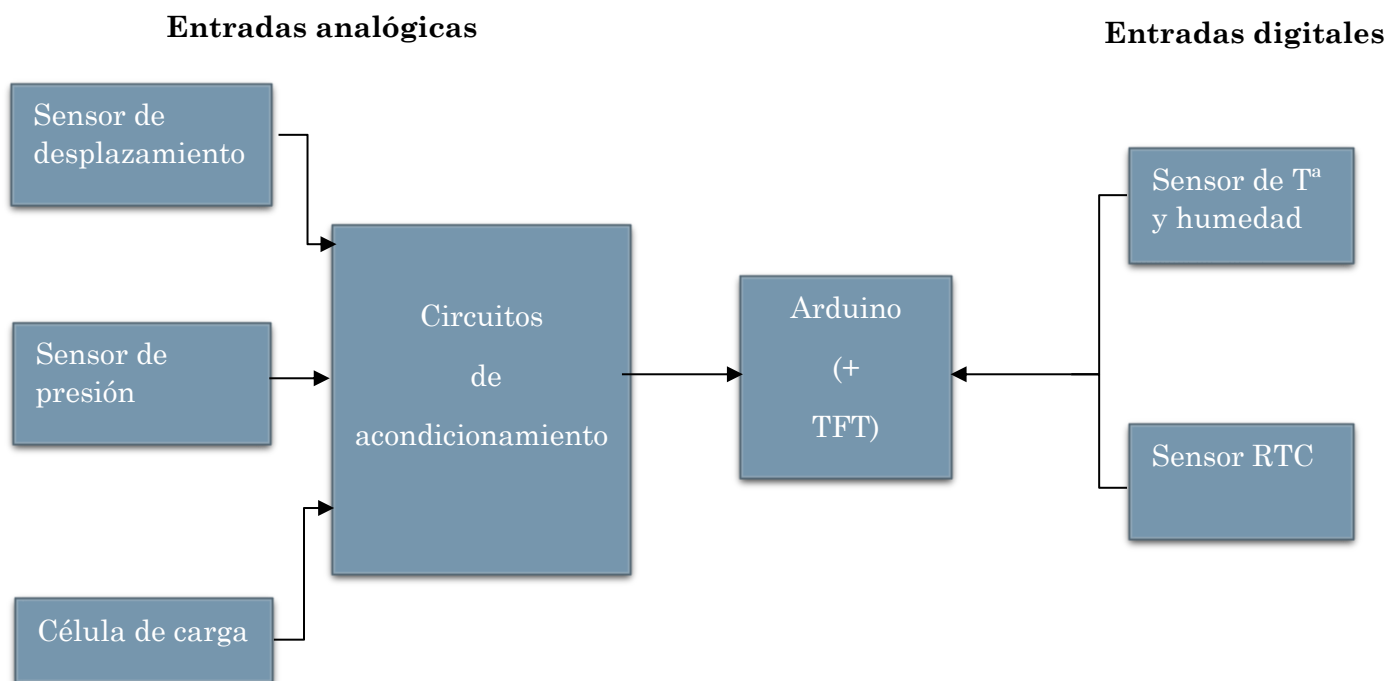 Entradas analógicas
Entradas digitales
Sensor de
desplazamiento
Sensor de
presión
Célula de carga
Circuitos
de
acondicionamiento
Arduino
(+
TFT)
Sensor de Tª
y humedad
Sensor RTC